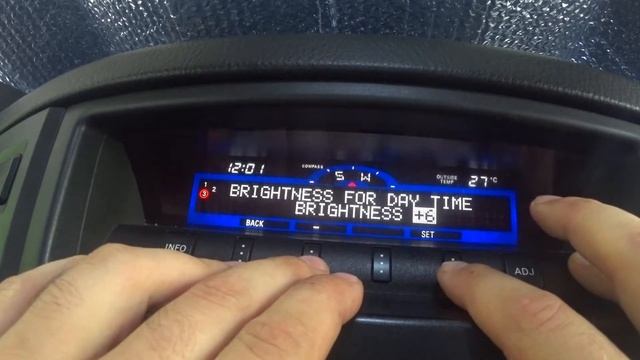 12:01
COMPASS
S W
OUTSIDE
TEMP
27°C
1
2
3
BRIGHTNESS FOR DAY TIME
BRIGHTNESS +6
BACK
-
SET
INFO
ADJ